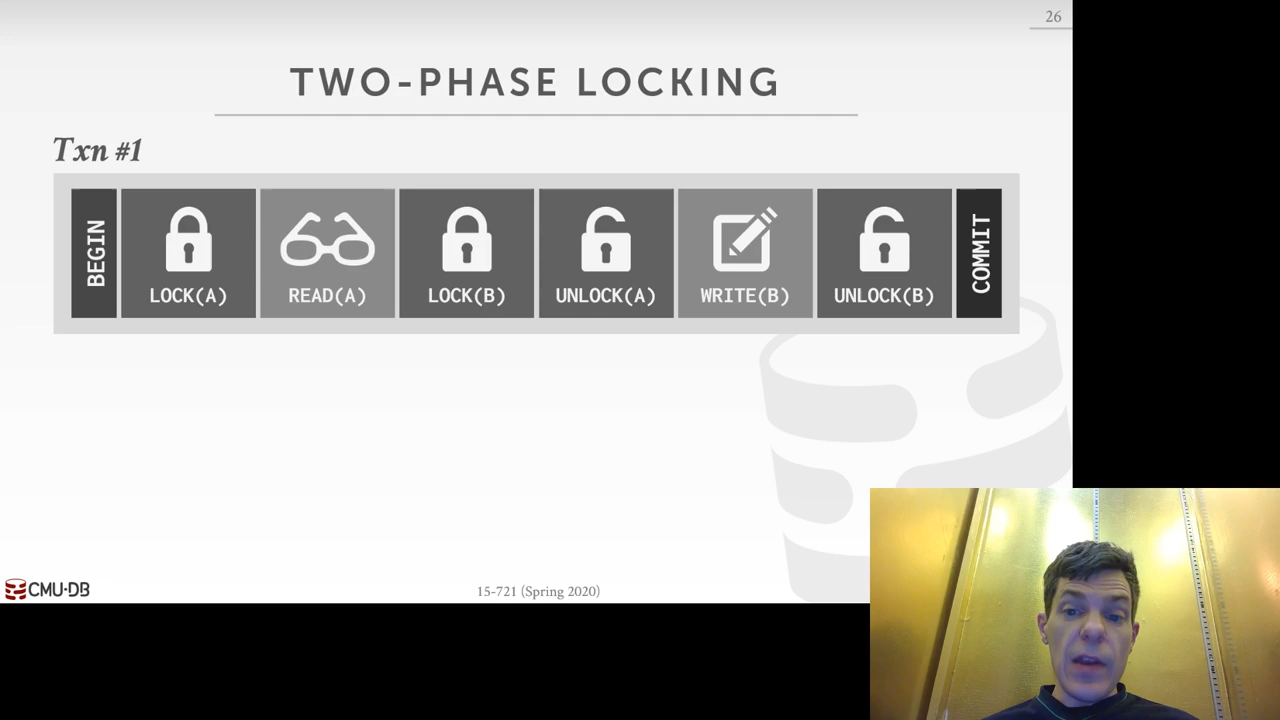 26
TWO-PHASE LOCKING
Txn #1
BEGIN
LOCK(A)
READ(A)
LOCK(B)
UNLOCK(A)
WRITE(B)
UNLOCK(B)
COMMIT
CMU·DB
15-721 (Spring 2020)